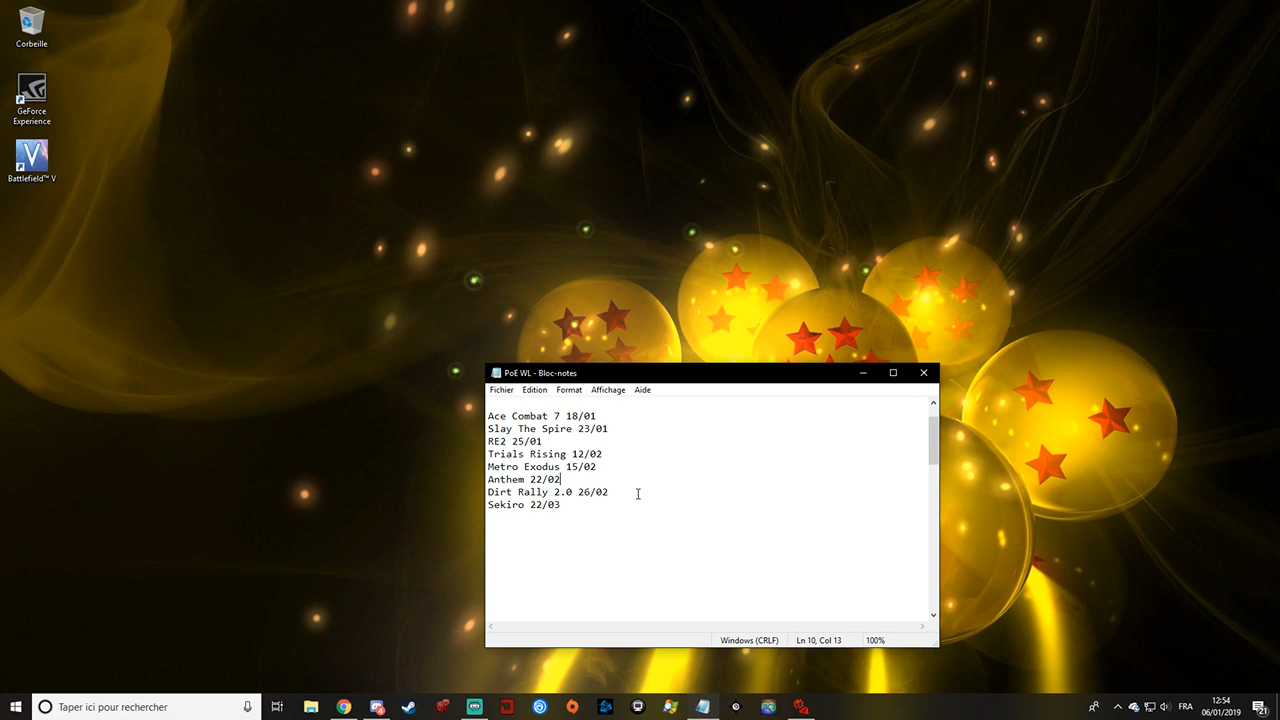 Corbeille
GeForce
Experience
Battlefield™ V
PoE WL - Bloc-notes
Fichier Edition Format Affichage Aide
Ace Combat 7 18/01
Slay The Spire 23/01
RE2 25/01
Trials Rising 12/02
Metro Exodus 15/02
Anthem 22/02
Dirt Rally 2.0 26/02
Sekiro 22/03
Windows (CRLF) Ln 10, Col 13 100%
Taper ici pour rechercher
FRA
12:54
06/01/2019